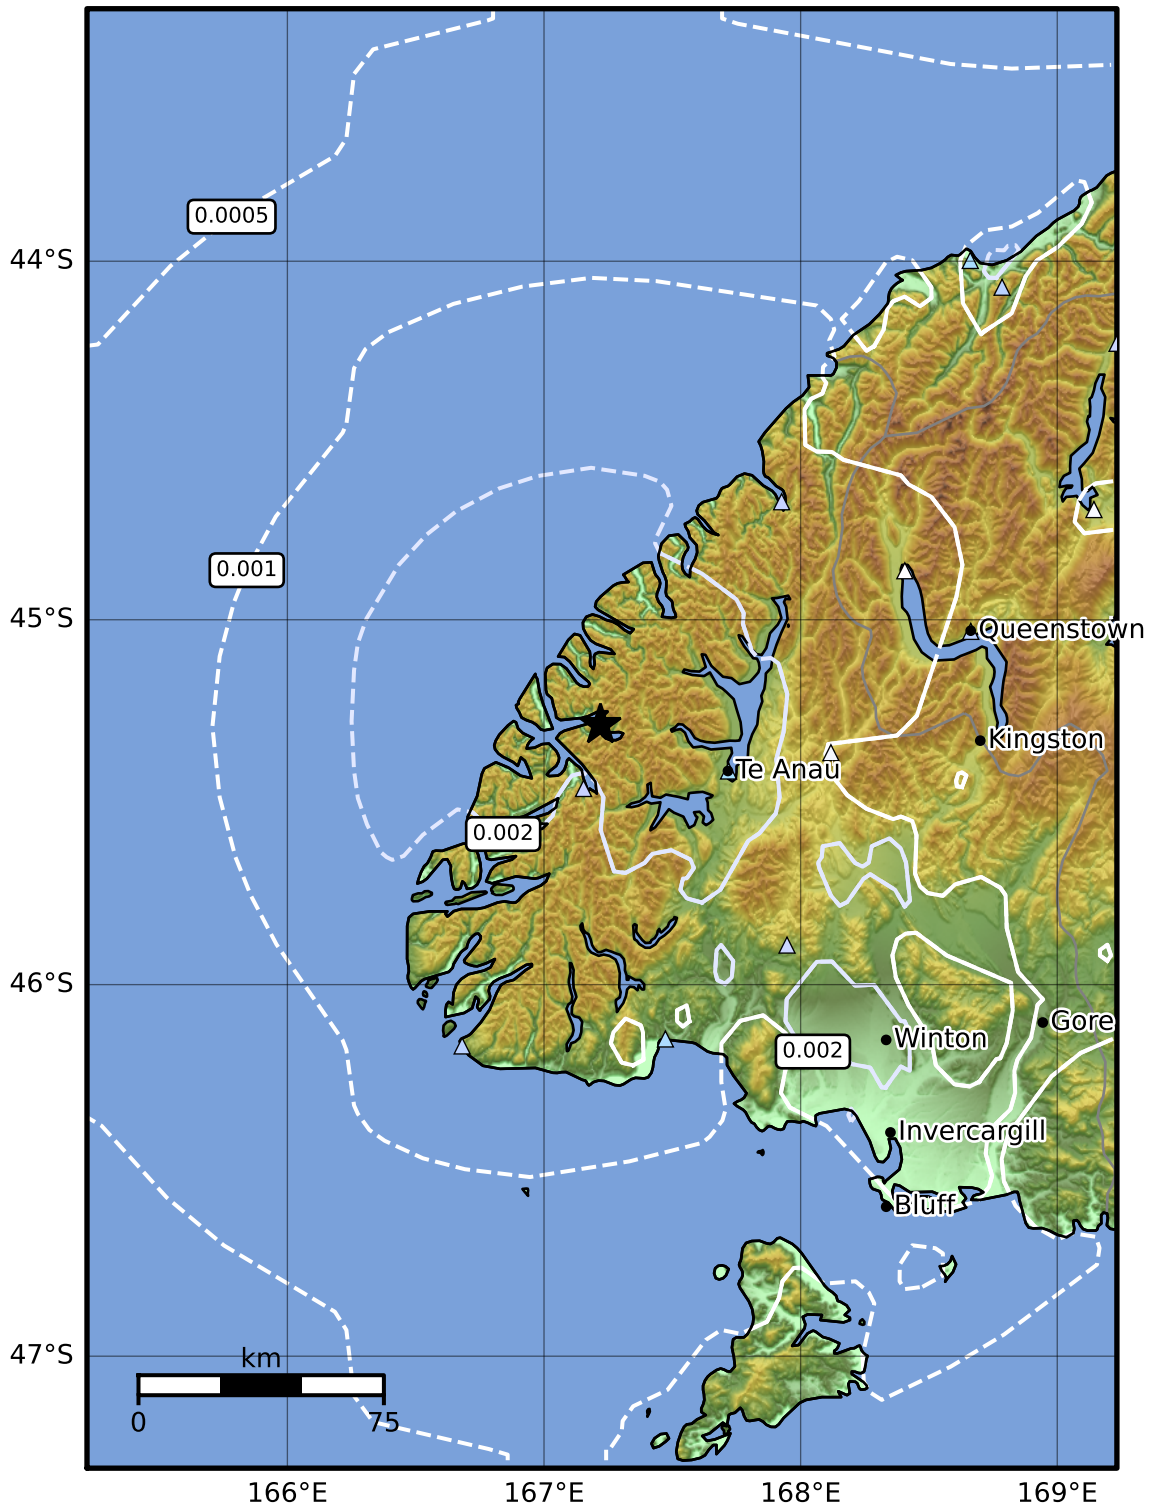 0.0005
44°S
0.001
45°S
Queenstown
Kingston
Te Anau
0.002
46°S
Gore
Winton
0.002
Invercargill
Bluff
47°S
km
0
75
166°E
167°E
168°E
169°E